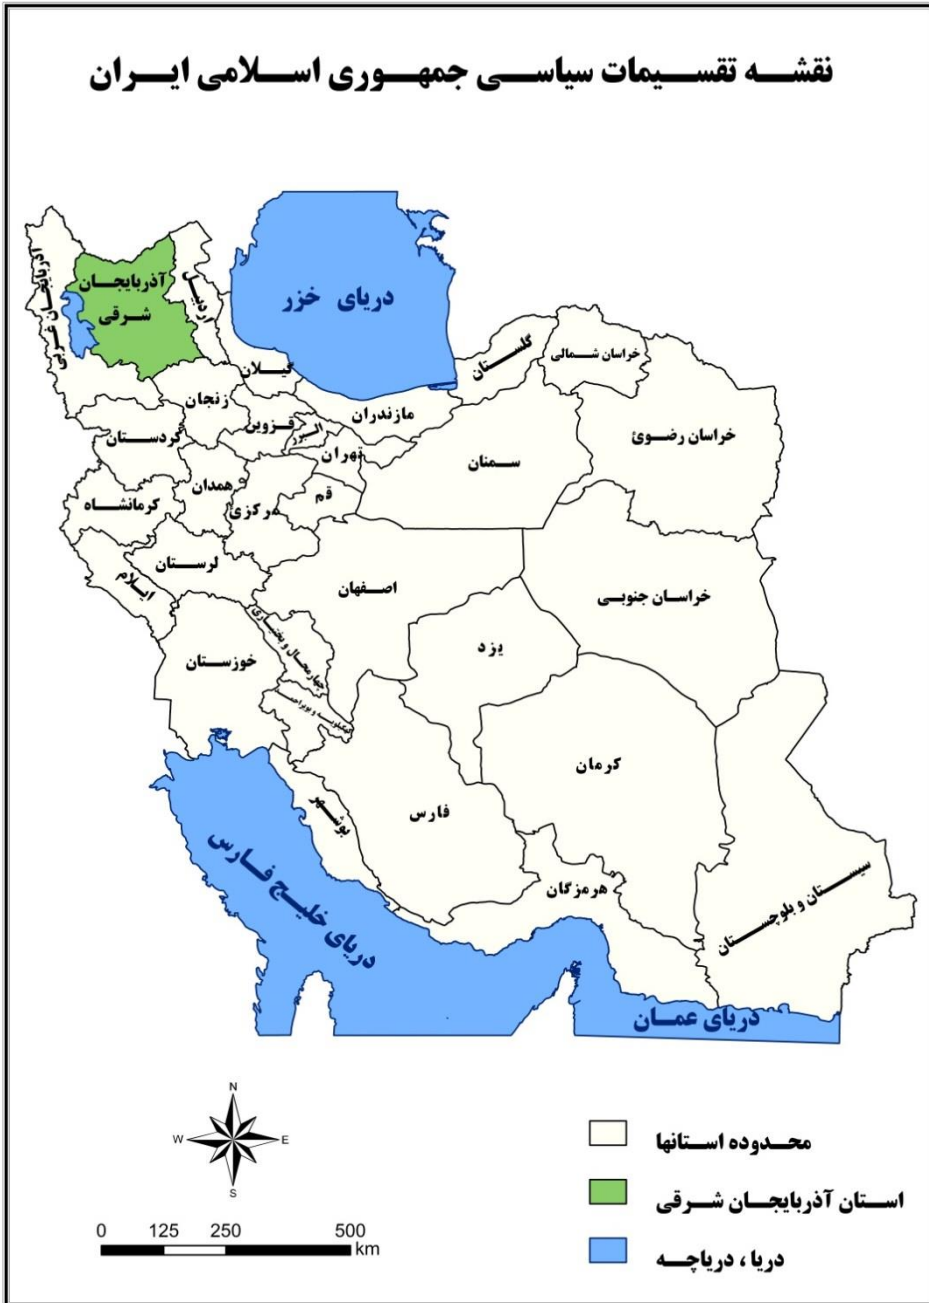 نقشه تقسیمات سیاسی جمهوری اسلامی ایران
آذربایجان غربی
آذربایجان
شرقی
اردبیل
دریای خزر
گیلان
گلستان
خراسان شمالی
زنجان
مازندران
قزوین
البرز
تهران
خراسان رضوئ
کردستان
سمنان
همدان
کرمانشاه
مرکزی
قم
لرستان
ایلام
اصفهان
خراسان جنوبی
یزد
خوزستان
چهارمحال و بختیاری
کرمان
فارس
بوشهر
هرمزگان
سیستان و بلوچستان
دریای خلیج فارس
دریای عمان
N
W
E
S
محدوده استانها
استان آذربایجان شرقی
دریا ، دریاچه
0 125 250 500
km